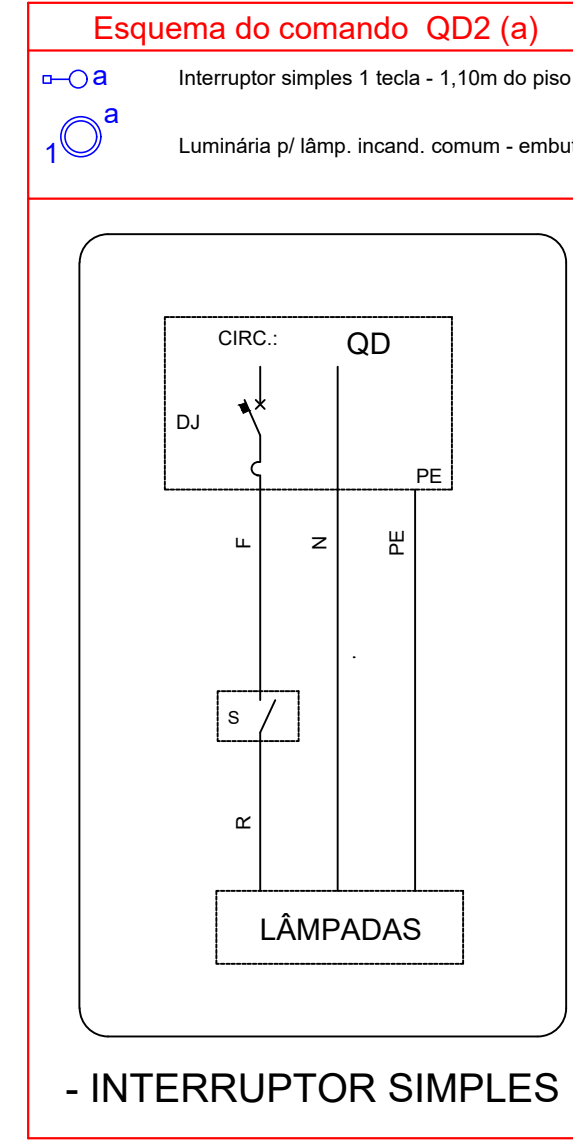 Esquema do comando QD2 (a)
a
Interruptor simples 1 tecla - 1,10m do piso
a
1
Luminária p/ lâmp. incand. comum - embut
CIRC.:
QD
DJ
PE
F
N
PE
S
R
LÂMPADAS
- INTERRUPTOR SIMPLES